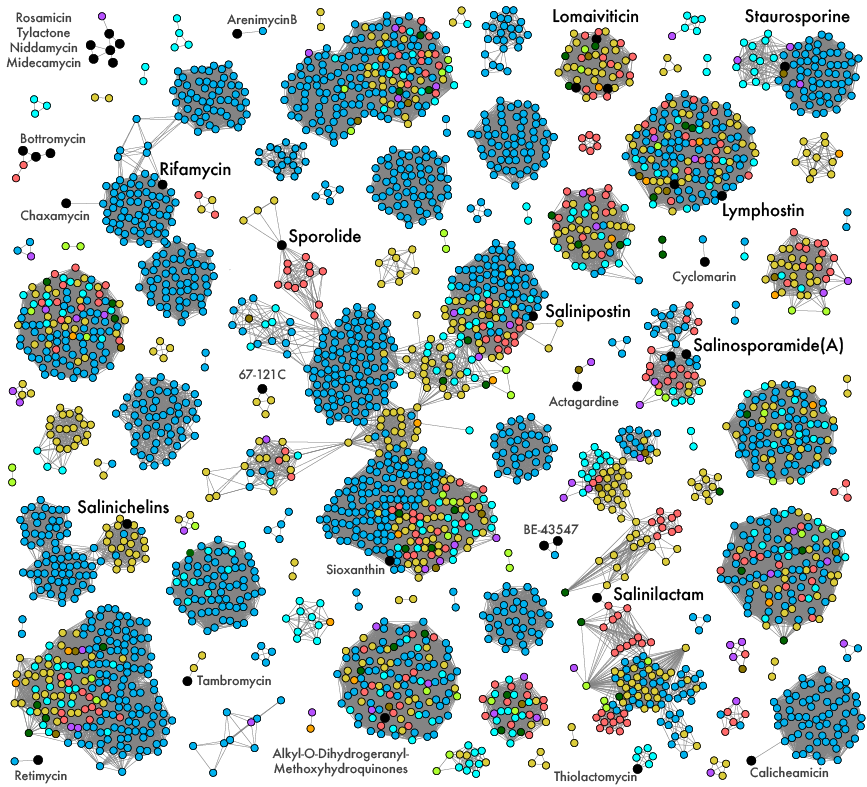 Rosamicin
Tylactone
Niddamycin
Midecamycin
ArenimycinB
Lomaiviticin
Staurosporine
Bottromycin
Rifamycin
Chaxamycin
Lymphostin
Sporolide
Cyclomarin
Salinipostin
Salinosporamide(A)
67-121C
Actagardine
Salinichelins
BE-43547
Sioxanthin
Salinilactam
Tambromycin
Alkyl-O-Dihydrogeranyl-
Methoxyhydroquinones
Retimycin
Thiolactomycin
Calicheamicin